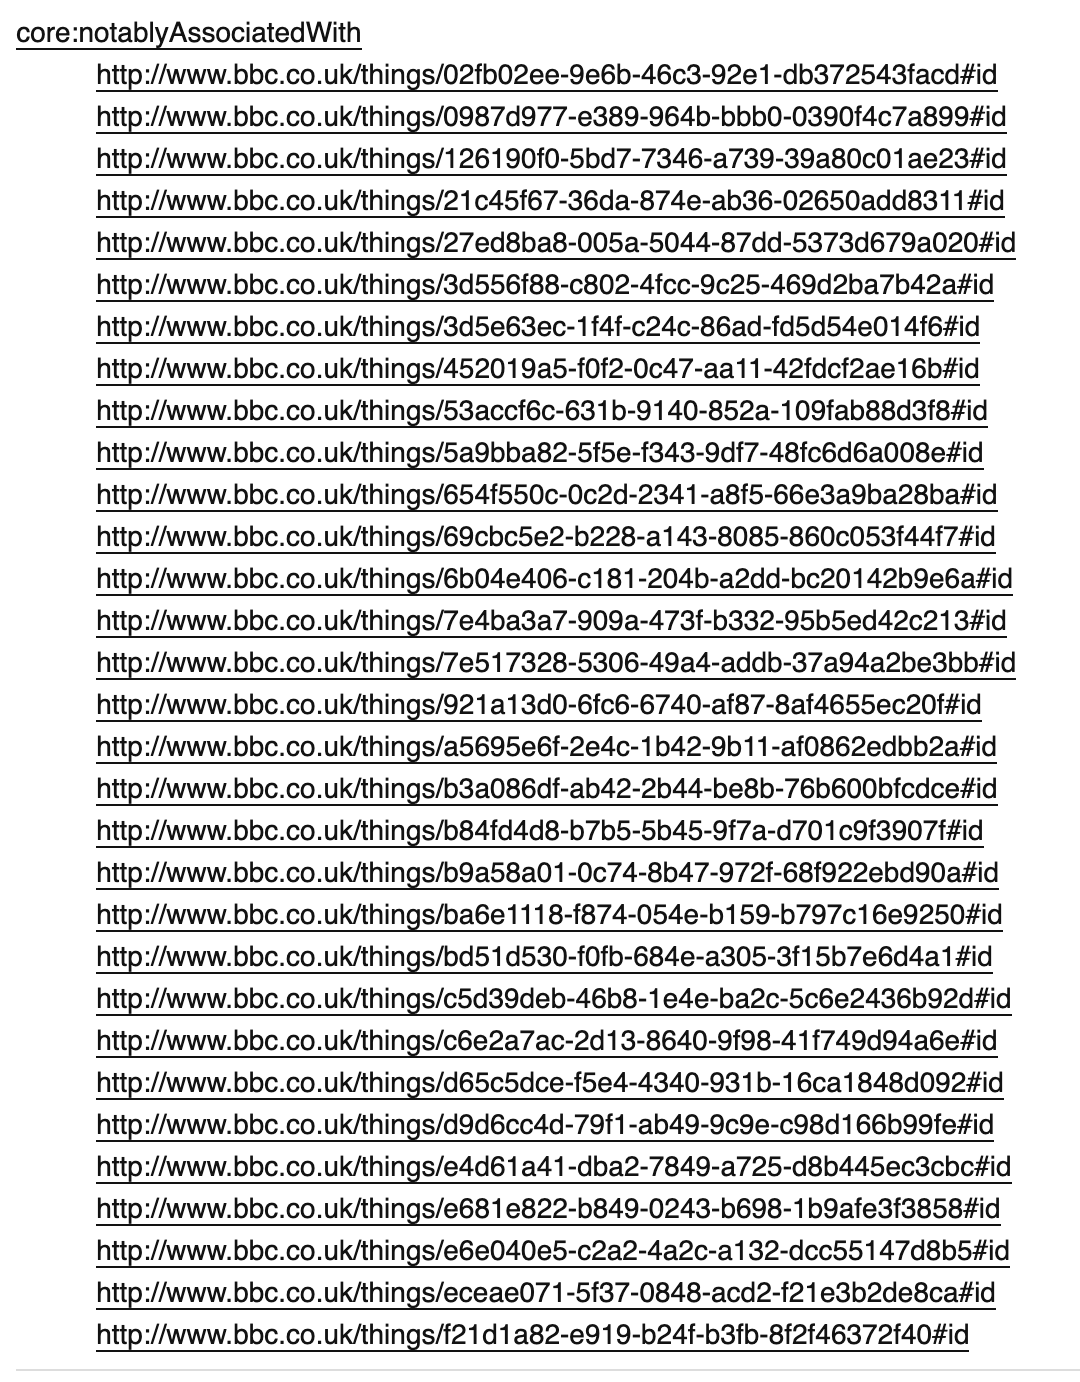 core:notablyAssociatedWith
http://www.bbc.co.uk/things/02fb02ee-9e6b-46c3-92e1-db372543facd#id
http://www.bbc.co.uk/things/0987d977-e389-964b-bbb0-0390f4c7a899#id
http://www.bbc.co.uk/things/126190f0-5bd7-7346-a739-39a80c01ae23#id
http://www.bbc.co.uk/things/21c45f67-36da-874e-ab36-02650add8311#id
http://www.bbc.co.uk/things/27ed8ba8-005a-5044-87dd-5373d679a020#id
http://www.bbc.co.uk/things/3d556f88-c802-4fcc-9c25-469d2ba7b42a#id
http://www.bbc.co.uk/things/3d5e63ec-1f4f-c24c-86ad-fd5d54e014f6#id
http://www.bbc.co.uk/things/452019a5-f0f2-0c47-aa11-42fdcf2ae16b#id
http://www.bbc.co.uk/things/53accf6c-631b-9140-852a-109fab88d3f8#id
http://www.bbc.co.uk/things/5a9bba82-5f5e-f343-9df7-48fc6d6a008e#id
http://www.bbc.co.uk/things/654f550c-0c2d-2341-a8f5-66e3a9ba28ba#id
http://www.bbc.co.uk/things/69cbc5e2-b228-a143-8085-860c053f44f7#id
http://www.bbc.co.uk/things/6b04e406-c181-204b-a2dd-bc20142b9e6a#id
http://www.bbc.co.uk/things/7e4ba3a7-909a-473f-b332-95b5ed42c213#id
http://www.bbc.co.uk/things/7e517328-5306-49a4-addb-37a94a2be3bb#id
http://www.bbc.co.uk/things/921a13d0-6fc6-6740-af87-8af4655ec20f#id
http://www.bbc.co.uk/things/a5695e6f-2e4c-1b42-9b11-af0862edbb2a#id
http://www.bbc.co.uk/things/b3a086df-ab42-2b44-be8b-76b600bfcdce#id
http://www.bbc.co.uk/things/b84fd4d8-b7b5-5b45-9f7a-d701c9f3907f#id
http://www.bbc.co.uk/things/b9a58a01-0c74-8b47-972f-68f922ebd90a#id
http://www.bbc.co.uk/things/ba6e1118-f874-054e-b159-b797c16e9250#id
http://www.bbc.co.uk/things/bd51d530-f0fb-684e-a305-3f15b7e6d4a1#id
http://www.bbc.co.uk/things/c5d39deb-46b8-1e4e-ba2c-5c6e2436b92d#id
http://www.bbc.co.uk/things/c6e2a7ac-2d13-8640-9f98-41f749d94a6e#id
http://www.bbc.co.uk/things/d65c5dce-f5e4-4340-931b-16ca1848d092#id
http://www.bbc.co.uk/things/d9d6cc4d-79f1-ab49-9c9e-c98d166b99fe#id
http://www.bbc.co.uk/things/e4d61a41-dba2-7849-a725-d8b445ec3cbc#id
http://www.bbc.co.uk/things/e681e822-b849-0243-b698-1b9afe3f3858#id
http://www.bbc.co.uk/things/e6e040e5-c2a2-4a2c-a132-dcc55147d8b5#id
http://www.bbc.co.uk/things/eceae071-5f37-0848-acd2-f21e3b2de8ca#id
http://www.bbc.co.uk/things/f21d1a82-e919-b24f-b3fb-8f2f46372f40#id